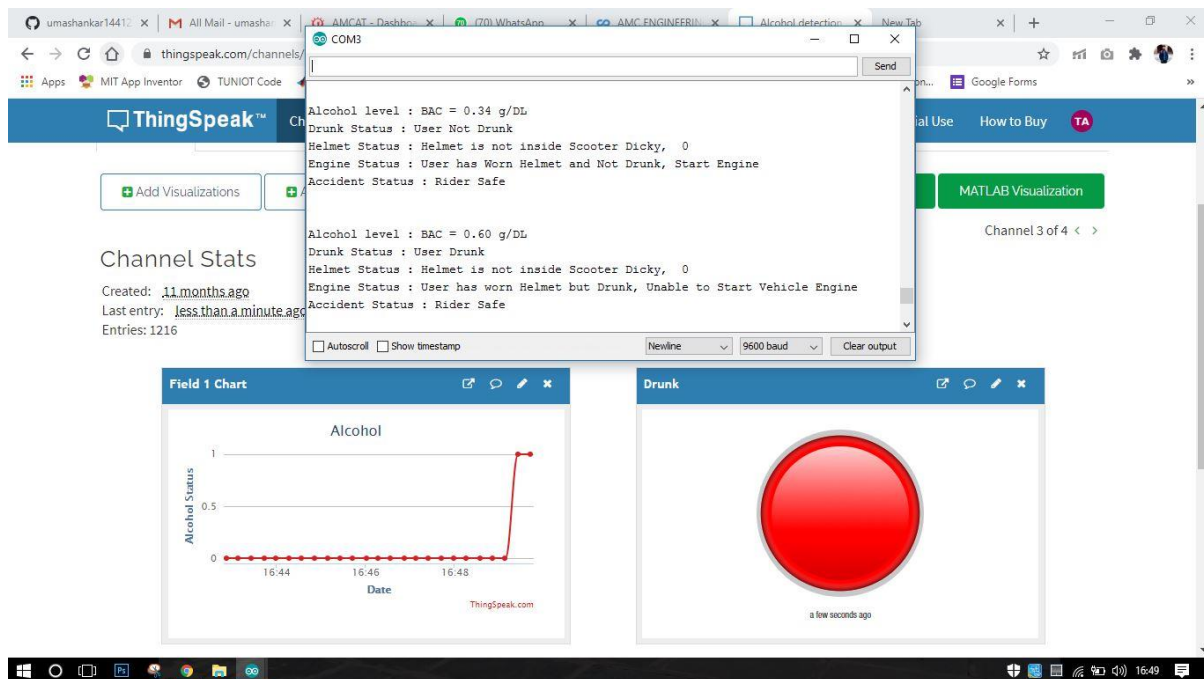 umashankar14412
All Mail - umashan
AMCAT - Dashboa
(70) WhatsApp
AMC ENGINEERIN
Alcohol detection
New Tab
COM3
thingspeak.com/channels/
Send
Apps
MIT App Inventor
TUNIOT Code
Google Forms
»
ThingSpeak™
Ch
ial Use
How to Buy
TA
Alcohol level : BAC = 0.34 g/DL
Drunk Status : User Not Drunk
Helmet Status : Helmet is not inside Scooter Dicky,  0
Engine Status : User has Worn Helmet and Not Drunk, Start Engine
Accident Status : Rider Safe
Alcohol level : BAC = 0.60 g/DL
Drunk Status : User Drunk
Helmet Status : Helmet is not inside Scooter Dicky,  0
Engine Status : User has worn Helmet but Drunk, Unable to Start Vehicle Engine
Accident Status : Rider Safe
Autoscroll
Show timestamp
Newline
9600 baud
Clear output
Add Visualizations
MATLAB Visualization
Channel 3 of 4 < >
Channel Stats
Created: 11 months ago
Last entry: less than a minute ago
Entries: 1216
Field 1 Chart
Alcohol
Alcohol Status
1
0.5
0
16:44
16:46
16:48
Date
ThingSpeak.com
Drunk
a few seconds ago
Ps
16:49